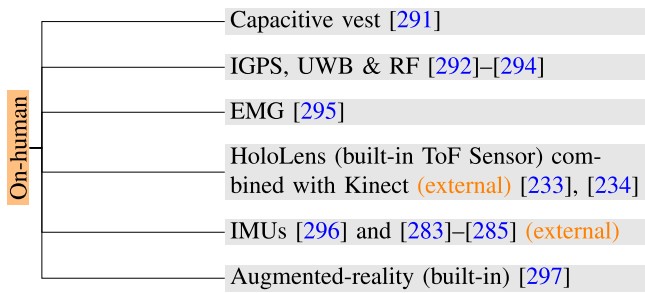 On-human
Capacitive vest [291]
IGPS, UWB & RF [292]–[294]
EMG [295]
HoloLens (built-in ToF Sensor) com-
bined with Kinect (external) [233], [234]
IMUs [296] and [283]–[285] (external)
Augmented-reality (built-in) [297]